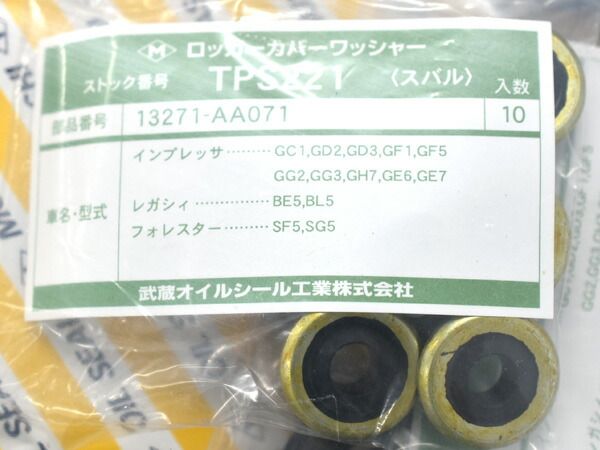 M ロッカーカバーワッシャー
ストック番号 TPS221 〈スバル〉 入数
部品番号 13271-AA071 10
車名・型式
インプレッサ……… GC1,GD2,GD3,GF1,GF5
GG2,GG3,GH7,GE6,GE7
レガシィ……… BE5,BL5
フォレスター……… SF5,SG5
武蔵オイルシール工業株式会社